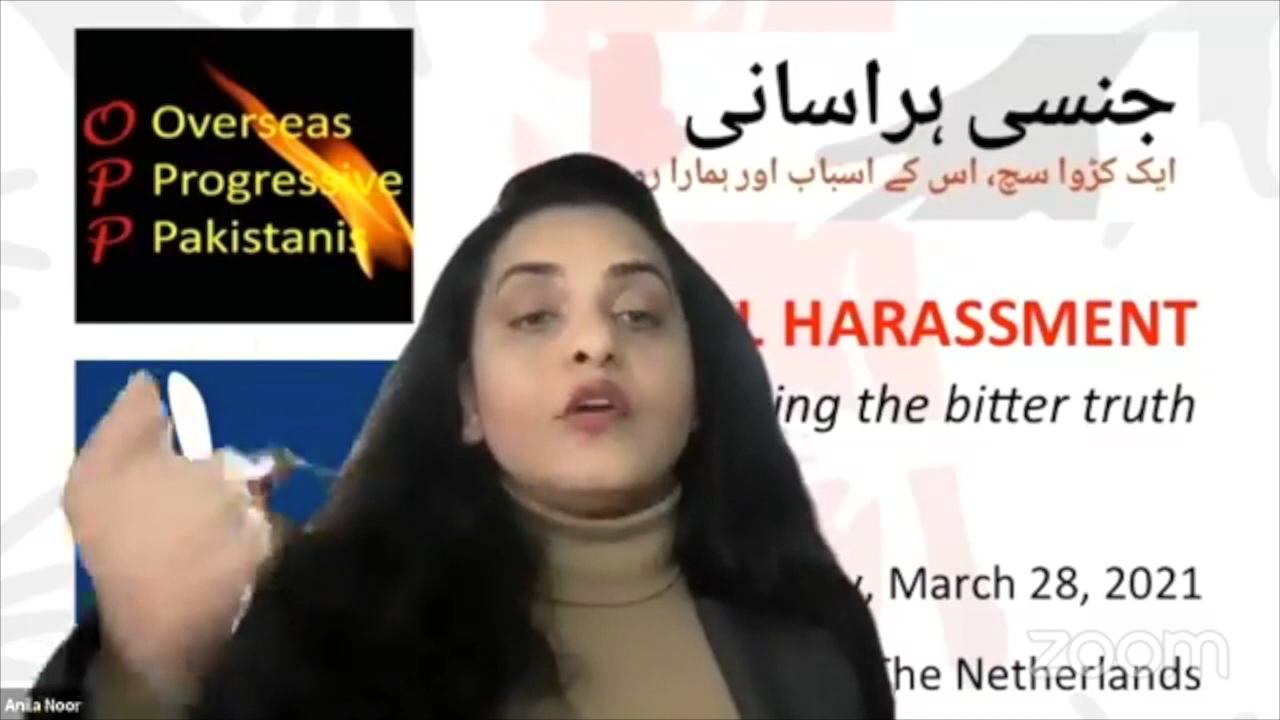 O Overseas
P Progressive
P Pakistanis
جنسی ہراسانی
ایک کڑوا سچ، اس کے اسباب اور ہمارا
HARASSMENT
the bitter truth
March 28, 2021
The Netherlands
zoom
Anila Noor